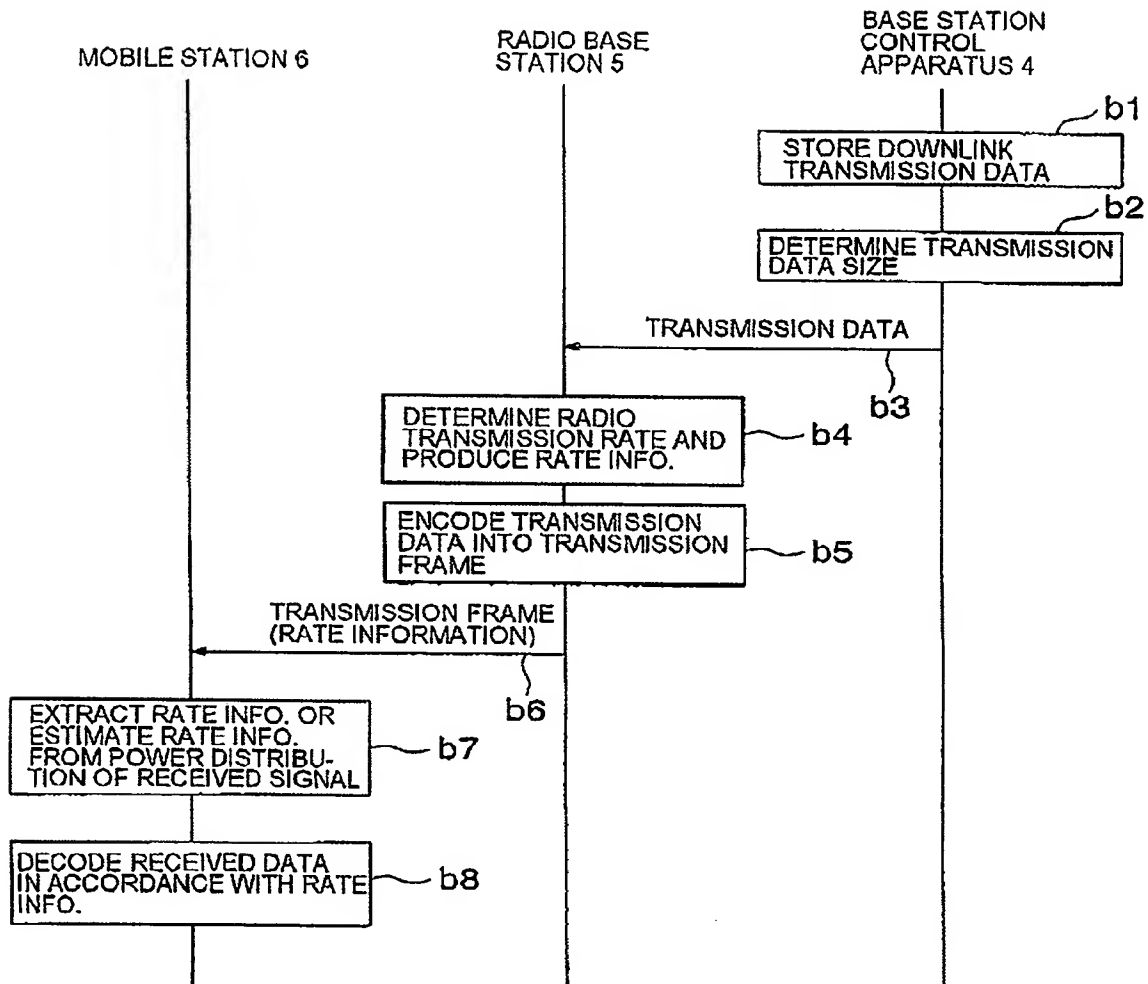 MOBILE STATION 6
RADIO BASE
STATION 5
BASE STATION
CONTROL
APPARATUS 4
b1
STORE DOWNLINK
TRANSMISSION DATA
b2
DETERMINE TRANSMISSION
DATA SIZE
TRANSMISSION DATA
b3
DETERMINE RADIO
TRANSMISSION RATE AND
PRODUCE RATE INFO.
b4
ENCODE TRANSMISSION
DATA INTO TRANSMISSION
FRAME
b5
TRANSMISSION FRAME
(RATE INFORMATION)
b6
EXTRACT RATE INFO. OR
ESTIMATE RATE INFO.
FROM POWER DISTRIBU-
TION OF RECEIVED SIGNAL
b7
DECODE RECEIVED DATA
IN ACCORDANCE WITH RATE
INFO.
b8